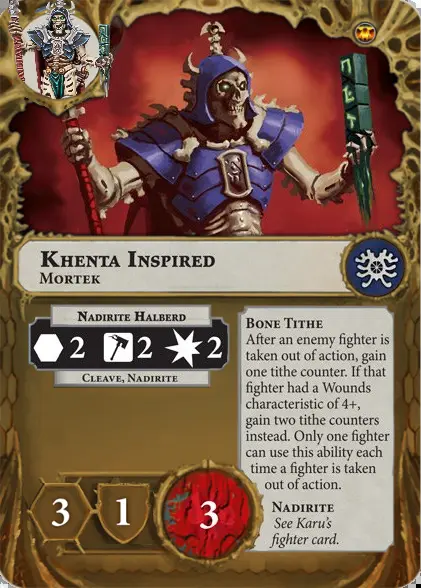 KHENTA INSPIRED
MORTEK
NADIRITE HALBERD
2 2 2
CLEAVE, NADIRITE
BONE TITHE
After an enemy fighter is
taken out of action, gain
one tithe counter. If that
fighter had a Wounds
characteristic of 4+,
gain two tithe counters
instead. Only one fighter
can use this ability each
time a fighter is taken
out of action.
NADIRITE
See Karu's
fighter card.
3 1 3